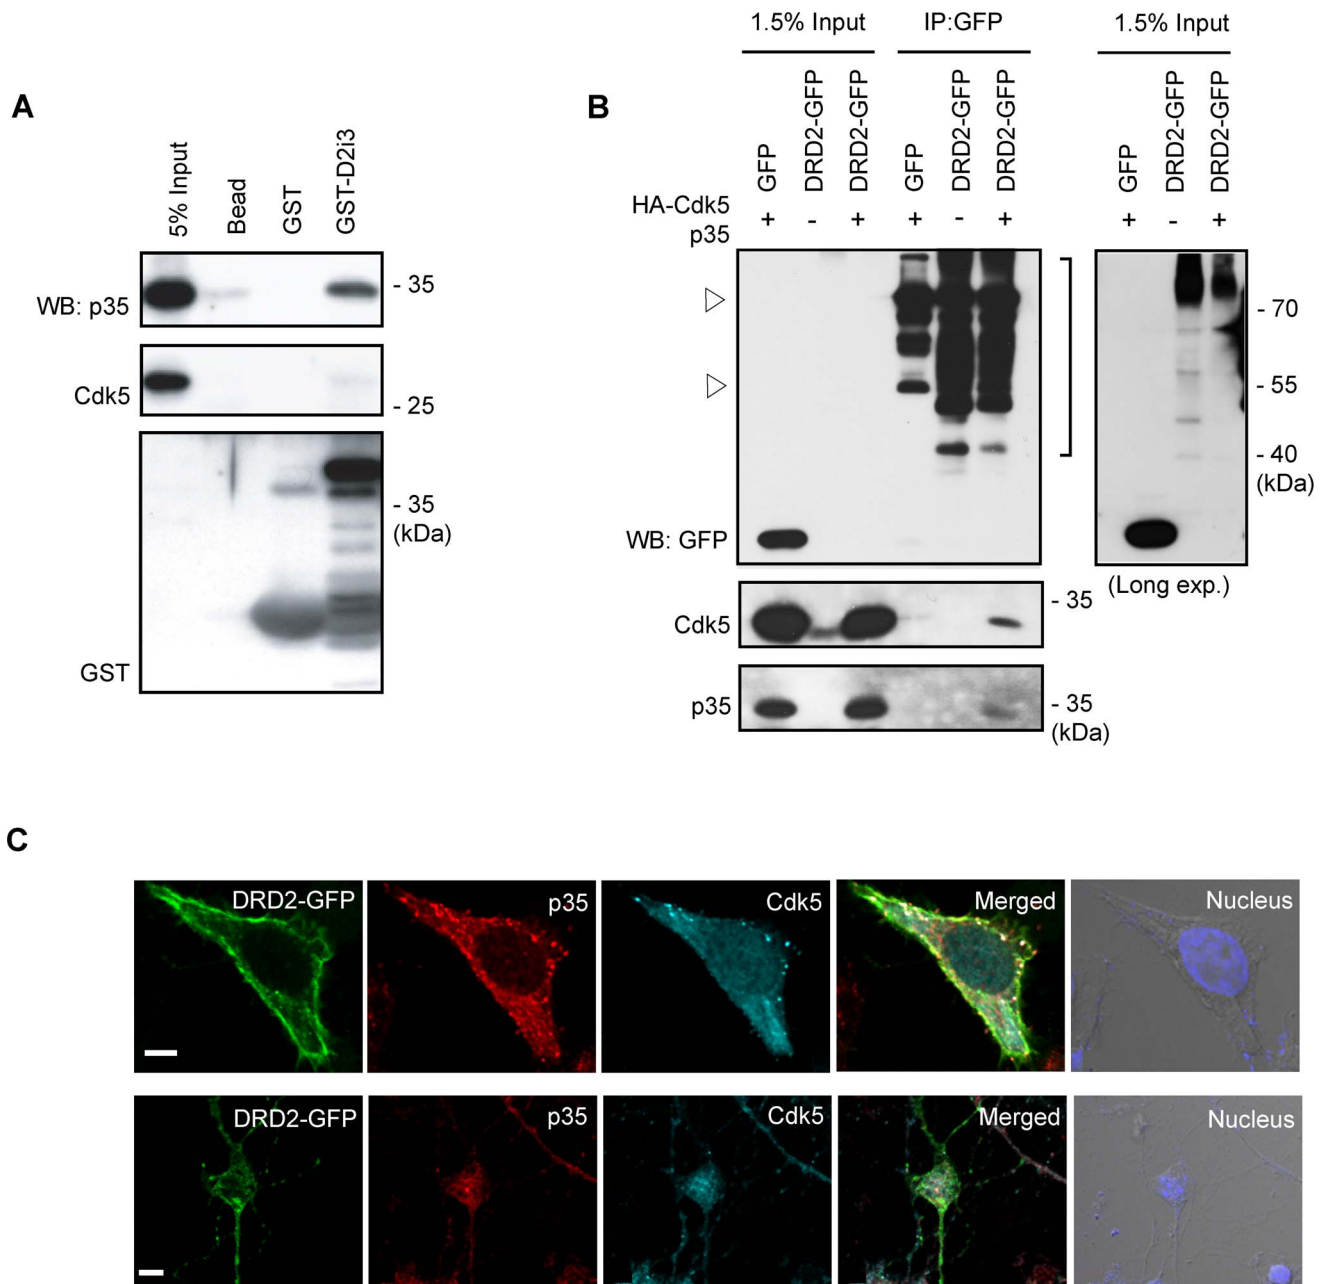 A
5% Input
Bead
GST
GST-D2i3
WB: p35
- 35
Cdk5
- 25
- 35
(kDa)
GST
B
1.5% Input
IP:GFP
1.5% Input
GFP
DRD2-GFP
DRD2-GFP
GFP
DRD2-GFP
DRD2-GFP
GFP
DRD2-GFP
DRD2-GFP
HA-Cdk5
p35
+ - + + - + + - +
WB: GFP
- 70
- 55
- 40
(kDa)
(Long exp.)
Cdk5
- 35
p35
- 35
(kDa)
C
DRD2-GFP
p35
Cdk5
Merged
Nucleus
DRD2-GFP
p35
Cdk5
Merged
Nucleus